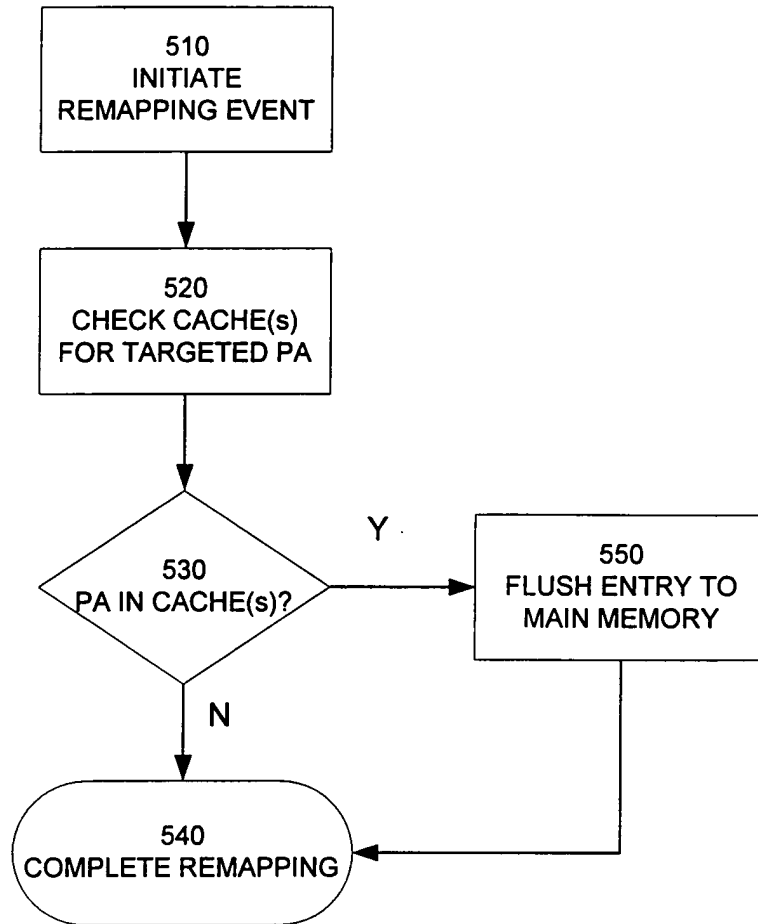 510
INITIATE
REMAPPING EVENT
520
CHECK CACHE(s)
FOR TARGETED PA
530
PA IN CACHE(s)?
Y
550
FLUSH ENTRY TO
MAIN MEMORY
N
540
COMPLETE REMAPPING